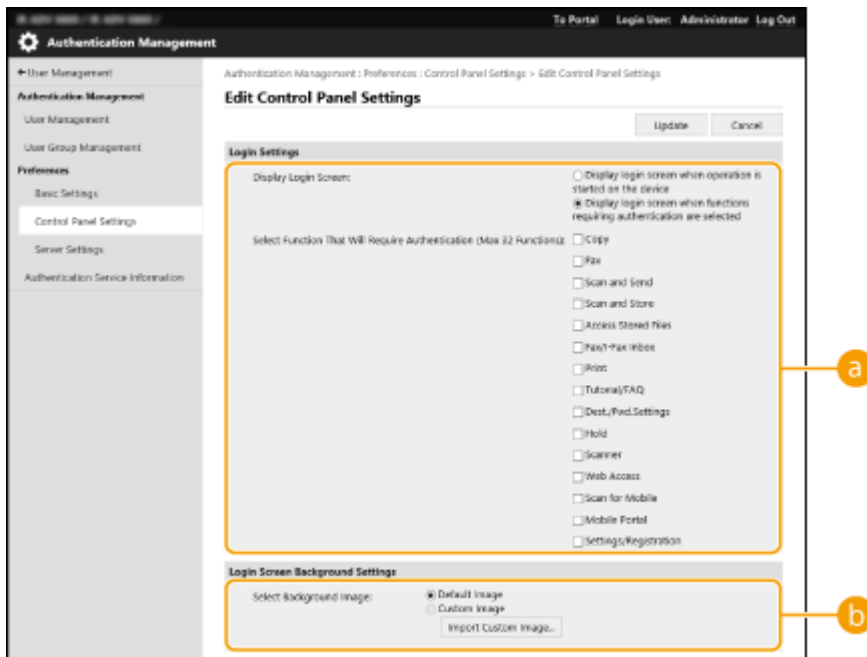 To Portal Login User: Administrator Log Out
Authentication Management
User Management
Authentication Management : Preferences : Control Panel Settings > Edit Control Panel Settings
Authentication Management
User Management
User Group Management
Preferences
Basic Settings
Control Panel Settings
Server Settings
Authentication Service Information
Edit Control Panel Settings
Update Cancel
Login Settings
Display Login Screen:
Display login screen when operation is
started on the device
Display login screen when functions
requiring authentication are selected
Select Function That Will Require Authentication (Max 32 Functions):
Copy
Fax
Scan and Send
Scan and Store
Access Stored Files
Fax/I-Fax Inbox
Print
Tutorial/FAQ
Dest./Fwd.Settings
Hold
Scanner
Web Access
Scan for Mobile
Mobile Portal
Settings/Registration
a
Login Screen Background Settings
Select Background Image:
Default Image
Custom Image
Import Custom Image...
b